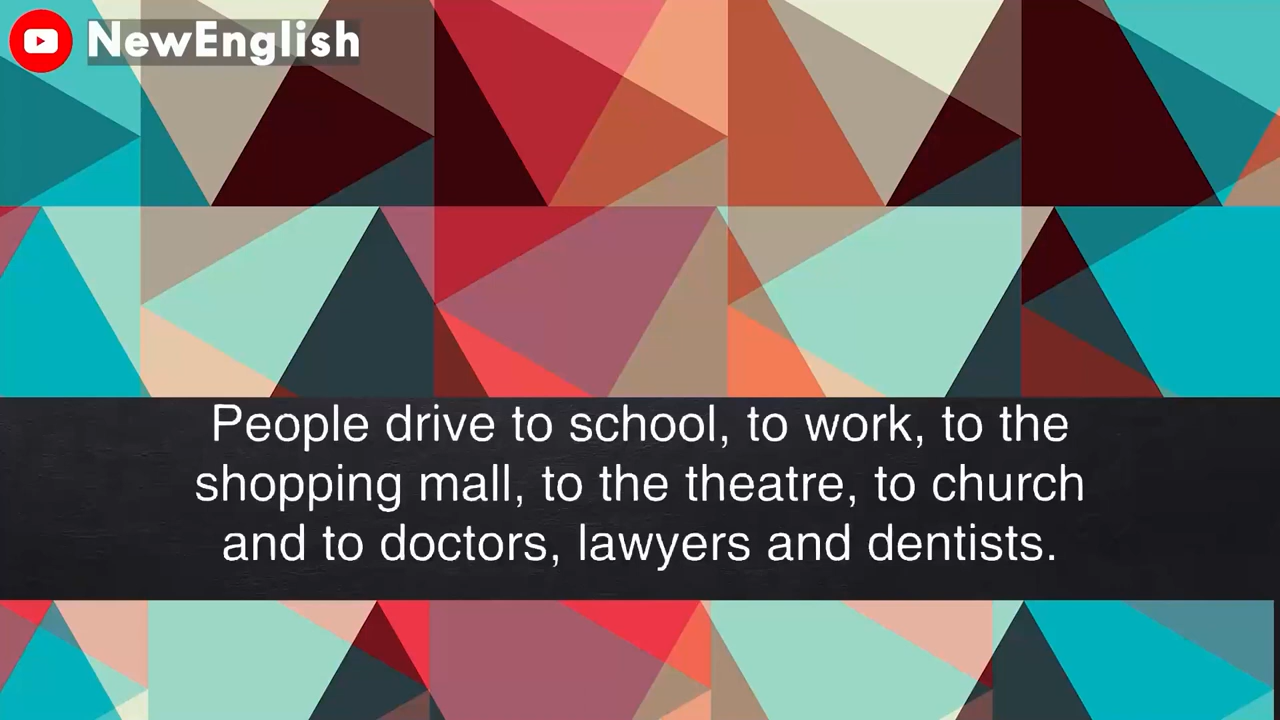 NewEnglish
People drive to school, to work, to the
shopping mall, to the theatre, to church
and to doctors, lawyers and dentists.